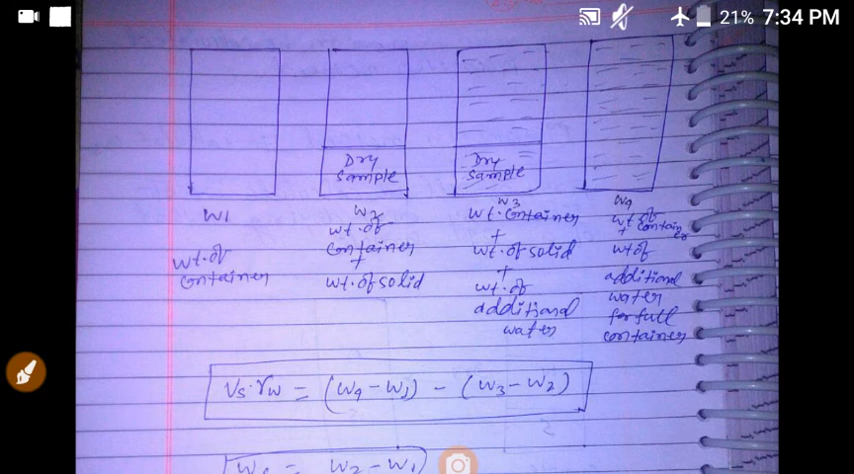 21% 7:34 PM
Dry
sample
Dry
sample
W1
wt. of
container
W2
wt. of
container
+
wt. of solid
W3
wt. container
+
wt. of solid
+
wt. of
additional
water
W4
wt. of
+ container
wt of
additional
water
for full
container
Vs·γw = (W4 - W1) - (W3 - W2)
= W2 - W1